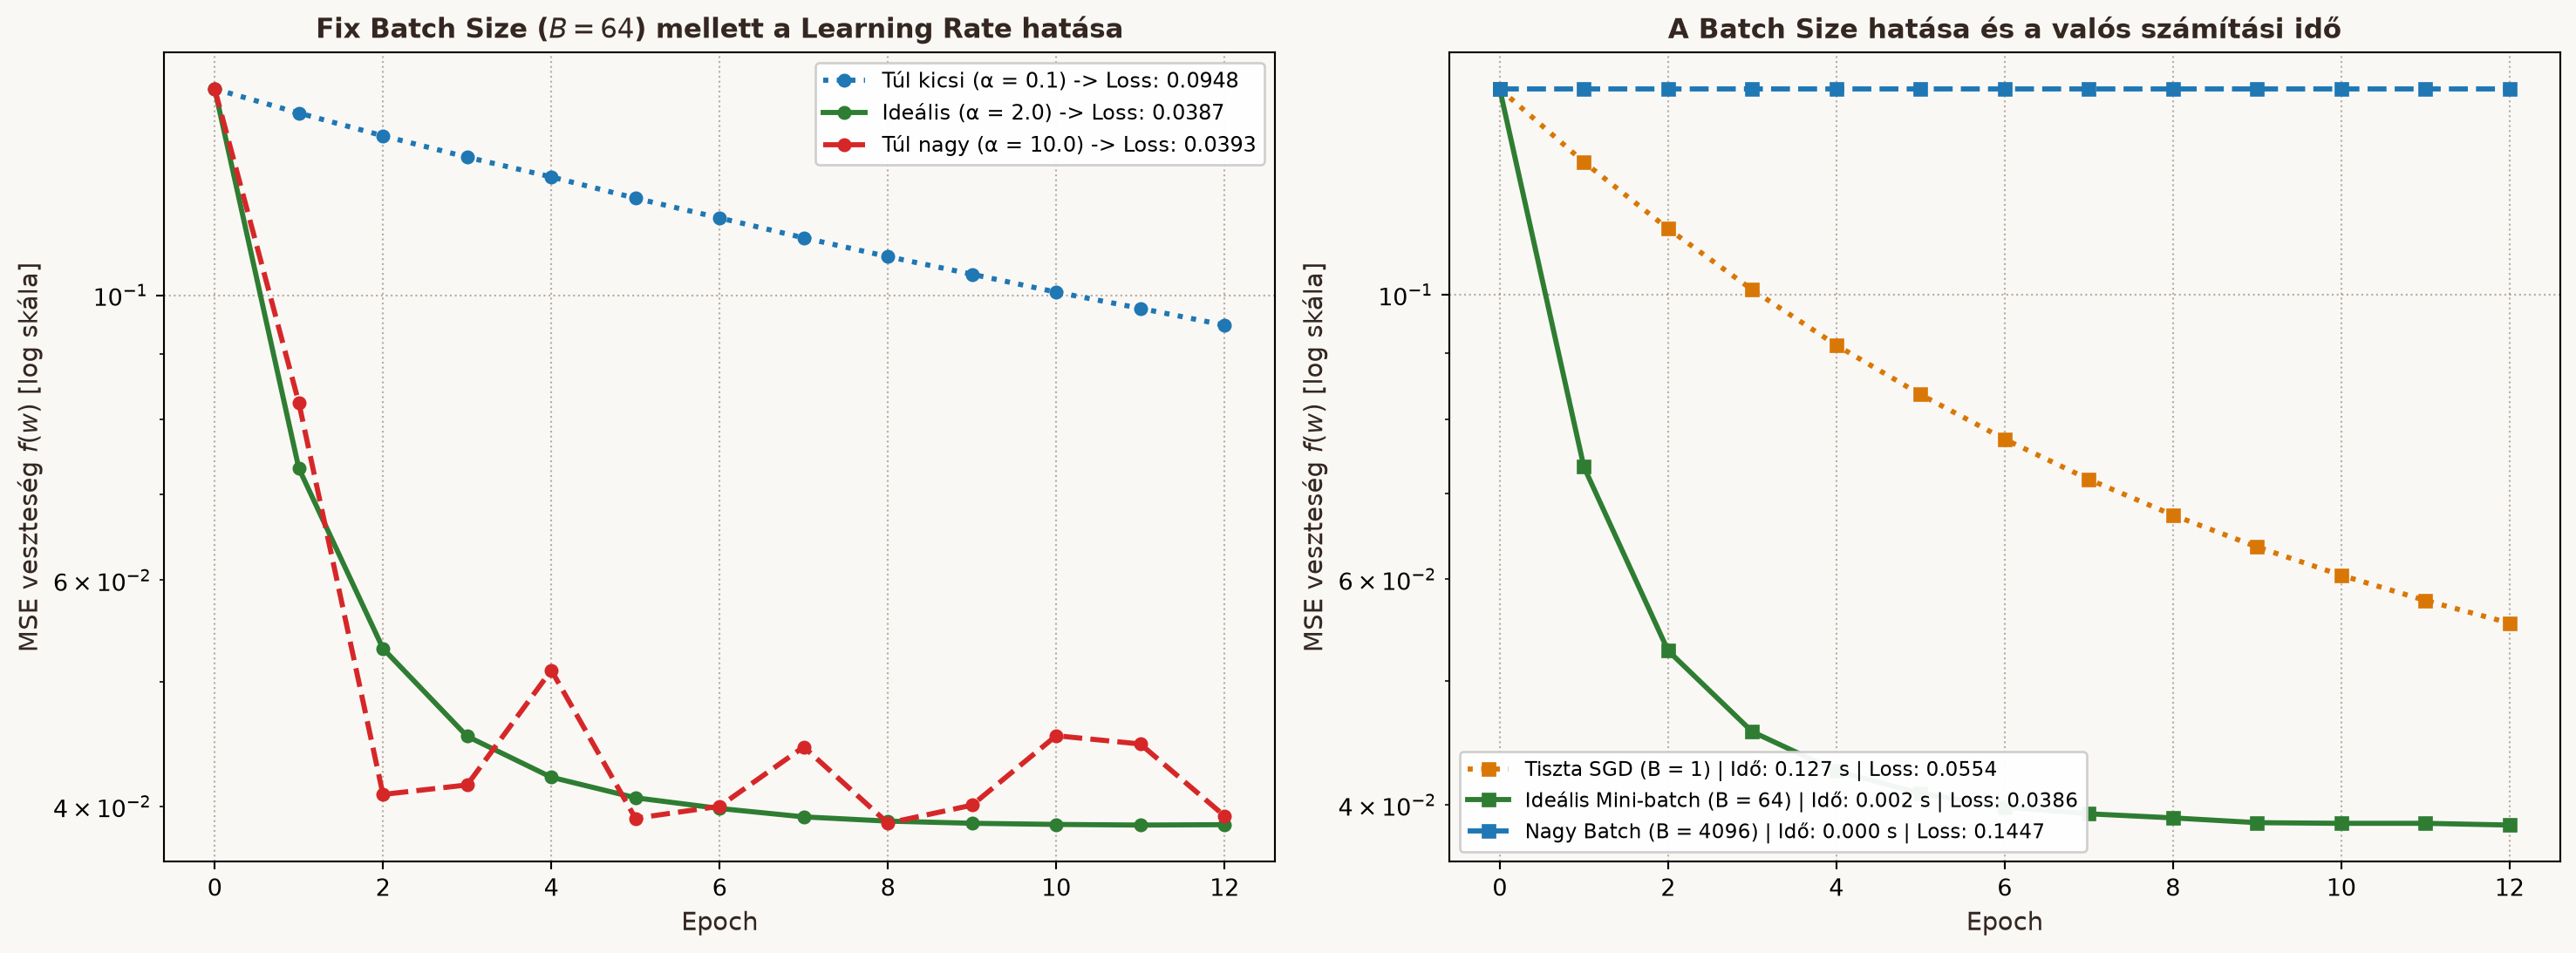 Fix Batch Size (B = 64) mellett a Learning Rate hatása
Túl kicsi (α = 0.1) -> Loss: 0.0948
Ideális (α = 2.0) -> Loss: 0.0387
Túl nagy (α = 10.0) -> Loss: 0.0393
MSE veszteség f(w) [log skála]
10⁻¹
6 × 10⁻²
4 × 10⁻²
0 2 4 6 8 10 12
Epoch
A Batch Size hatása és a valós számítási idő
MSE veszteség f(w) [log skála]
10⁻¹
6 × 10⁻²
4 × 10⁻²
Tiszta SGD (B = 1) | Idő: 0.127 s | Loss: 0.0554
Ideális Mini-batch (B = 64) | Idő: 0.002 s | Loss: 0.0386
Nagy Batch (B = 4096) | Idő: 0.000 s | Loss: 0.1447
0 2 4 6 8 10 12
Epoch